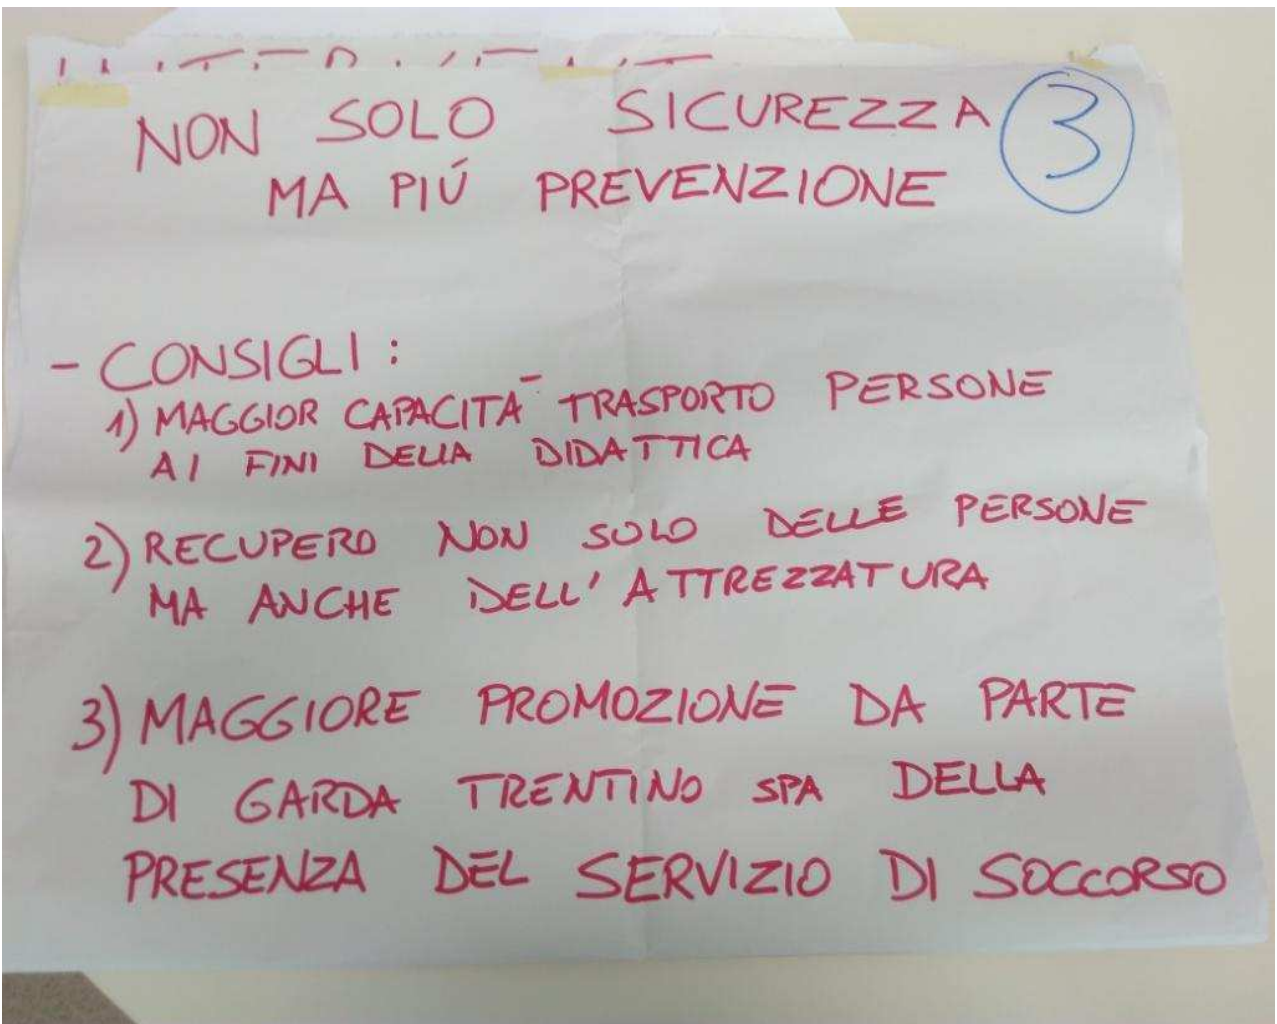 NON SOLO SICUREZZA 3
MA PIÚ PREVENZIONE
- CONSIGLI:
1) MAGGIOR CAPACITÀ TRASPORTO PERSONE
AI FINI DELLA DIDATTICA
2) RECUPERO NON SOLO DELLE PERSONE
MA ANCHE DELL'ATTREZZATURA
3) MAGGIORE PROMOZIONE DA PARTE
DI GARDA TRENTINO SPA DELLA
PRESENZA DEL SERVIZIO DI SOCCORSO